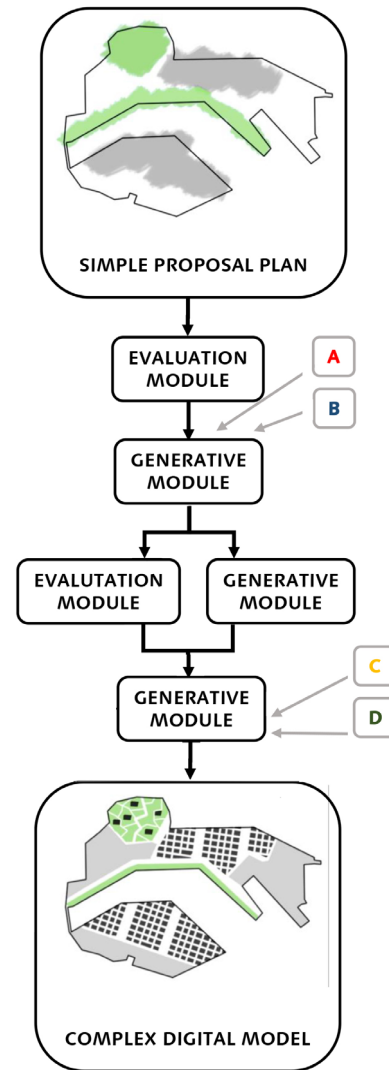 SIMPLE PROPOSAL PLAN
EVALUATION
MODULE
A
B
GENERATIVE
MODULE
EVALUTATION
MODULE
GENERATIVE
MODULE
GENERATIVE
MODULE
C
D
COMPLEX DIGITAL MODEL